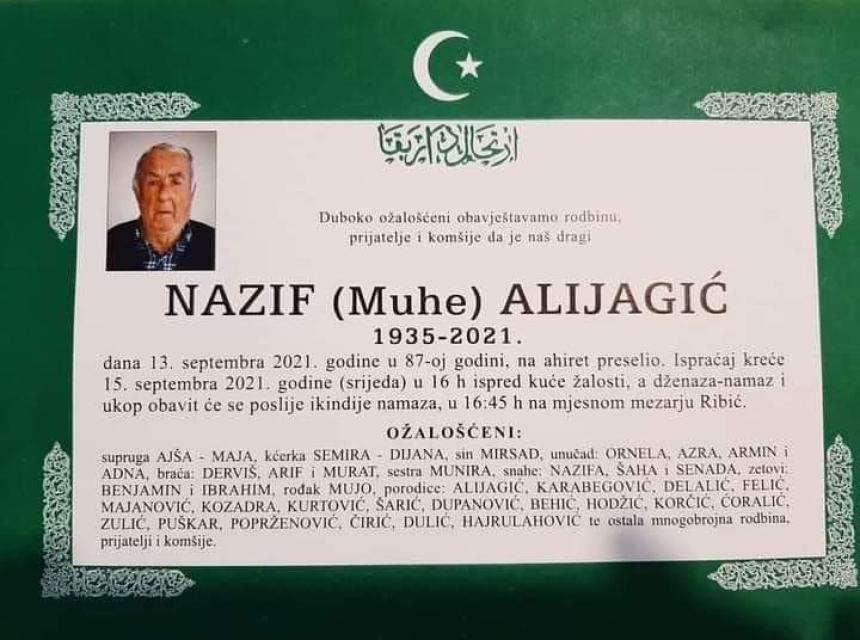 ارتحال دار بقا
Duboko ožalošćeni obavještavamo rodbinu,
prijatelje i komšije da je naš dragi
NAZIF (Muhe) ALIJAGIĆ
1935-2021.
dana 13. septembra 2021. godine u 87-oj godini, na ahiret preselio. Ispraćaj kreće
15. septembra 2021. godine (srijeda) u 16 h ispred kuće žalosti, a dženaza-namaz i
ukop obavit će se poslije ikindije namaza, u 16:45 h na mjesnom mezarju Ribić.
OŽALOŠĆENI:
supruga AJŠA - MAJA, kćerka SEMIRA - DIJANA, sin MIRSAD, unučad: ORNELA, AZRA, ARMIN i
ADNA, braća: DERVIŠ, ARIF i MURAT, sestra MUNIRA, snahe: NAZIFA, ŠAHA i SENADA, zetovi:
BENJAMIN i IBRAHIM, rođak MUJO, porodice: ALIJAGIĆ, KARABEGOVIĆ, DELALIĆ, FELIĆ,
MAJANOVIĆ, KOZADRA, KURTOVIĆ, ŠARIĆ, DUPANOVIĆ, BEHIĆ, HODŽIĆ, KORČIĆ, ĆORALIĆ,
ZULIĆ, PUŠKAR, POPRŽENOVIĆ, ČIRIĆ, DULIĆ, HAJRULAHOVIĆ te ostala mnogobrojna rodbina,
prijatelji i komšije.